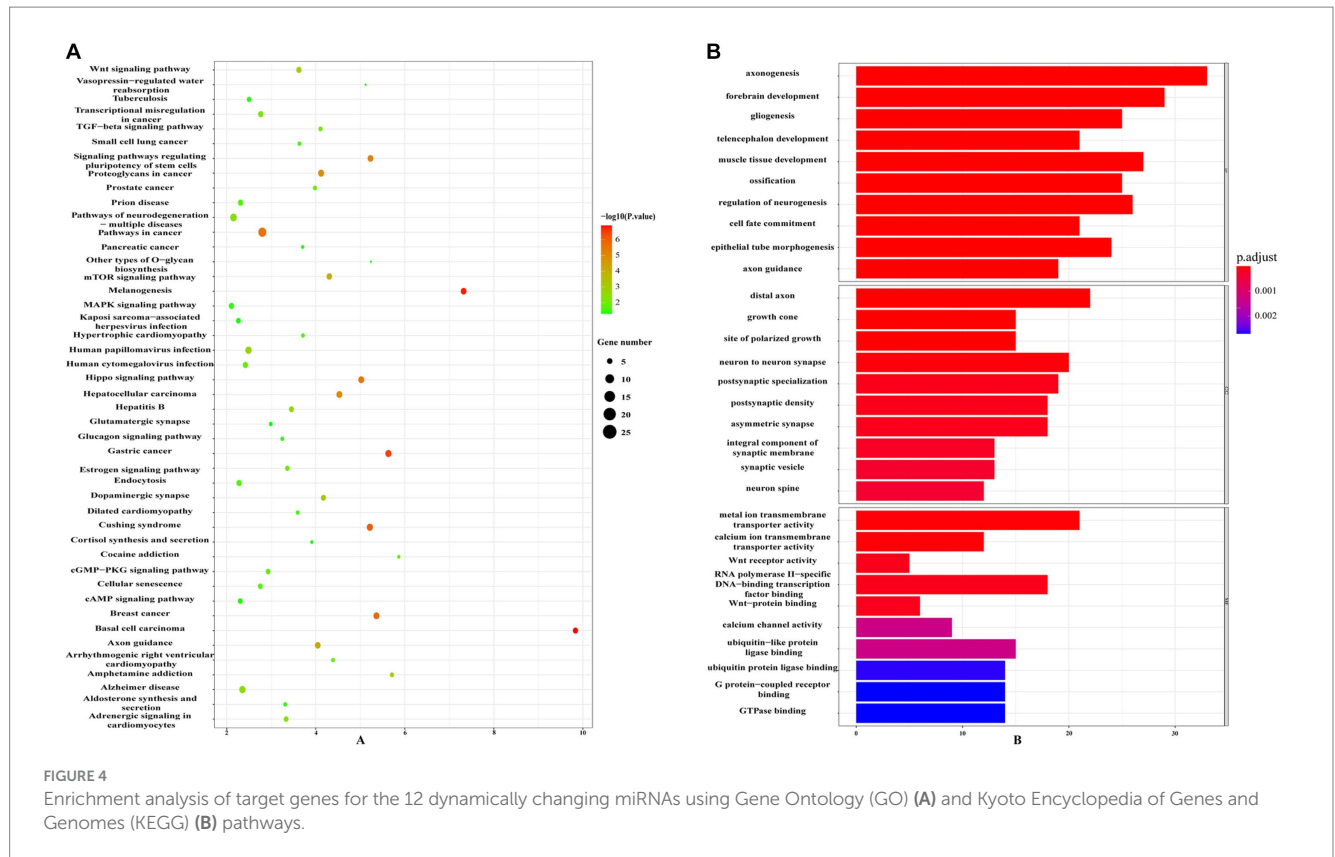 A
Wnt signaling pathway
Vasopressin−regulated water
reabsorption
Tuberculosis
Transcriptional misregulation
in cancer
TGF−beta signaling pathway
Small cell lung cancer
Signaling pathways regulating
pluripotency of stem cells
Proteoglycans in cancer
Prostate cancer
Prion disease
Pathways of neurodegeneration
− multiple diseases
Pathways in cancer
Pancreatic cancer
Other types of O−glycan
biosynthesis
mTOR signaling pathway
Melanogenesis
MAPK signaling pathway
Kaposi sarcoma−associated
herpesvirus infection
Hypertrophic cardiomyopathy
Human papillomavirus infection
Human cytomegalovirus infection
Hippo signaling pathway
Hepatocellular carcinoma
Hepatitis B
Glutamatergic synapse
Glucagon signaling pathway
Gastric cancer
Estrogen signaling pathway
Endocytosis
Dopaminergic synapse
Dilated cardiomyopathy
Cushing syndrome
Cortisol synthesis and secretion
Cocaine addiction
cGMP−PKG signaling pathway
Cellular senescence
cAMP signaling pathway
Breast cancer
Basal cell carcinoma
Axon guidance
Arrhythmogenic right ventricular
cardiomyopathy
Amphetamine addiction
Alzheimer disease
Aldosterone synthesis and
secretion
Adrenergic signaling in
cardiomyocytes
2 4 6 8 10
A
−log10(P.value)
6
5
4
3
2
Gene number
5
10
15
20
25
B
axonogenesis
forebrain development
gliogenesis
telencephalon development
muscle tissue development
ossification
regulation of neurogenesis
cell fate commitment
epithelial tube morphogenesis
axon guidance
distal axon
growth cone
site of polarized growth
neuron to neuron synapse
postsynaptic specialization
postsynaptic density
asymmetric synapse
integral component of
synaptic membrane
synaptic vesicle
neuron spine
metal ion transmembrane
transporter activity
calcium ion transmembrane
transporter activity
Wnt receptor activity
RNA polymerase II−specific
DNA−binding transcription
factor binding
Wnt−protein binding
calcium channel activity
ubiquitin−like protein
ligase binding
ubiquitin protein ligase binding
G protein−coupled receptor
binding
GTPase binding
0 10 20 30
B
p.adjust
0.001
0.002
FIGURE 4
Enrichment analysis of target genes for the 12 dynamically changing miRNAs using Gene Ontology (GO) (A) and Kyoto Encyclopedia of Genes and
Genomes (KEGG) (B) pathways.